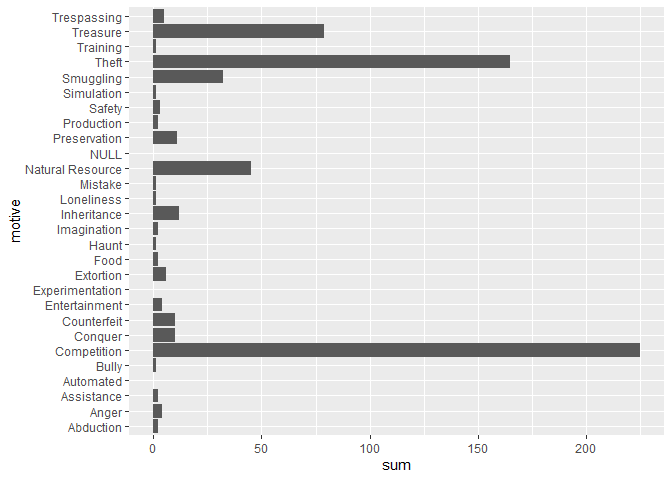 Trespassing
Treasure
Training
Theft
Smuggling
Simulation
Safety
Production
Preservation
NULL
Natural Resource
Mistake
Loneliness
Inheritance
Imagination
Haunt
Food
Extortion
Experimentation
Entertainment
Counterfeit
Conquer
Competition
Bully
Automated
Assistance
Anger
Abduction
motive
0 50 100 150 200
sum